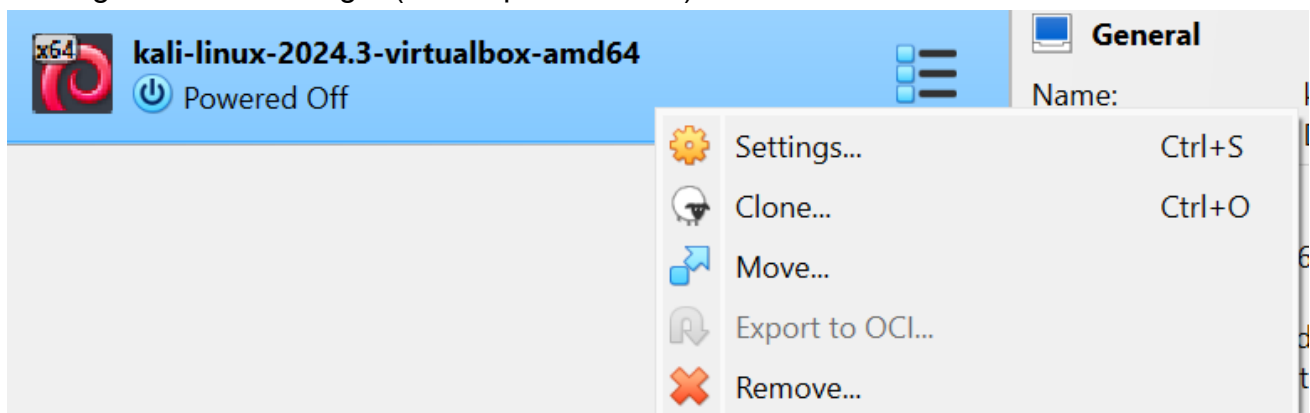 x64
kali-linux-2024.3-virtualbox-amd64
Powered Off
General
Name:
Settings... Ctrl+S
Clone... Ctrl+O
Move...
Export to OCI...
Remove...